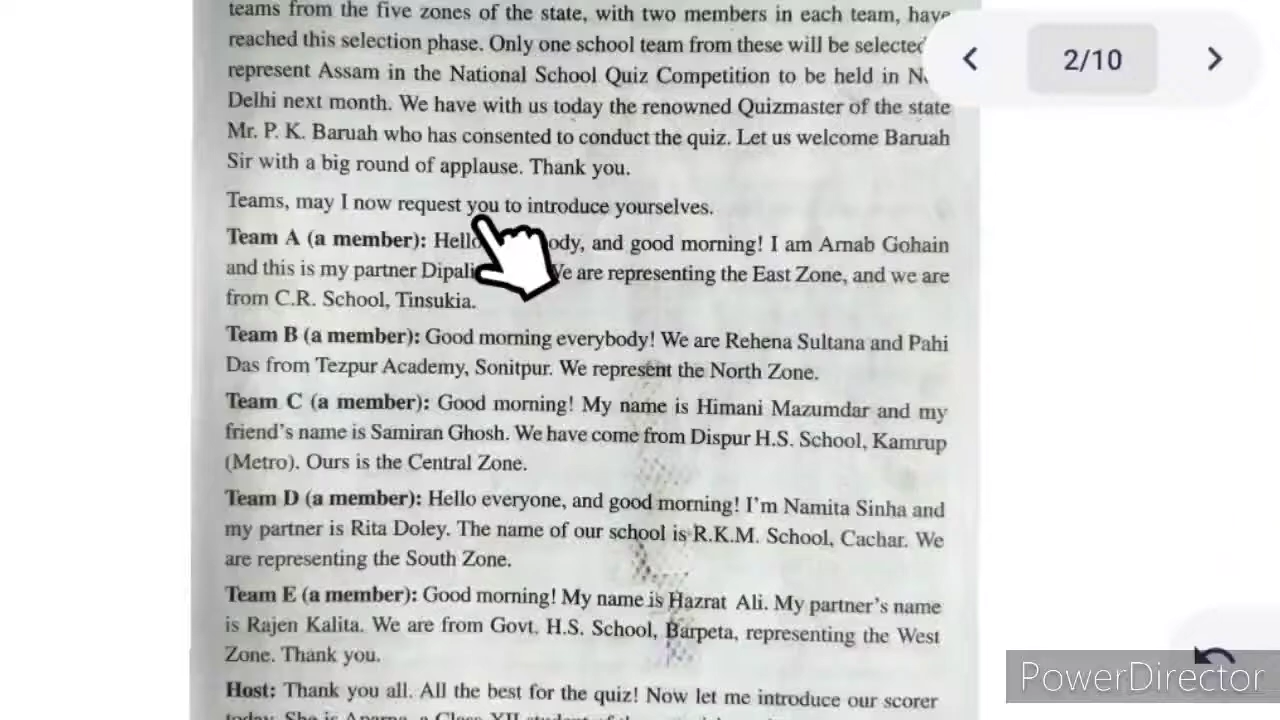 teams from the five zones of the state, with two members in each team, have
reached this selection phase. Only one school team from these will be selected
represent Assam in the National School Quiz Competition to be held in
Delhi next month. We have with us today the renowned Quizmaster of the state
Mr. P. K. Baruah who has consented to conduct the quiz. Let us welcome Baruah
Sir with a big round of applause. Thank you.
Teams, may I now request you to introduce yourselves.
Team A (a member): Hello and good morning! I am Arnab Gohain
and this is my partner We are representing the East Zone, and we are
from C.R. School, Tinsukia.
Team B (a member): Good morning everybody! We are Rehena Sultana and Pahi
Das from Tezpur Academy, Sonitpur. We represent the North Zone.
Team C (a member): Good morning! My name is Himani Mazumdar and my
friend's name is Samiran Ghosh. We have come from Dispur H.S. School, Kamrup
(Metro). Ours is the Central Zone.
Team D (a member): Hello everyone, and good morning! I'm Namita Sinha and
my partner is Rita Doley. The name of our school is R.K.M. School, Cachar. We
are representing the South Zone.
Team E (a member): Good morning! My name is Hazrat Ali. My partner's name
is Rajen Kalita. We are from Govt. H.S. School, Barpeta, representing the West
Zone. Thank you.
Host: Thank you all. All the best for the quiz! Now let me introduce our scorer
2/10
PowerDirector